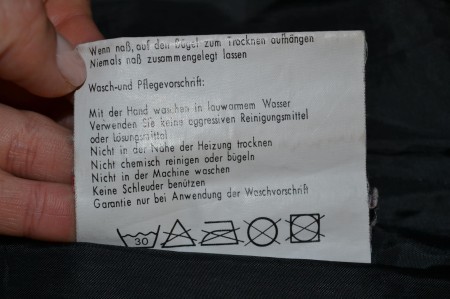 Wenn naß, auf den Bügel zum Trocknen aufhängen
Niemals naß zusammengelegt lassen
Wasch-und Pflegevorschrift:
Mit der Hand waschen in lauwarmem Wasser
Verwenden Sie keine aggressiven Reinigungsmittel
oder Lösungsmittel
Nicht in der Nähe der Heizung trocknen
Nicht chemisch reinigen oder bügeln
Nicht in der Machine waschen
Keine Schleuder benützen
Garantie nur bei Anwendung der Waschvorschrift
30